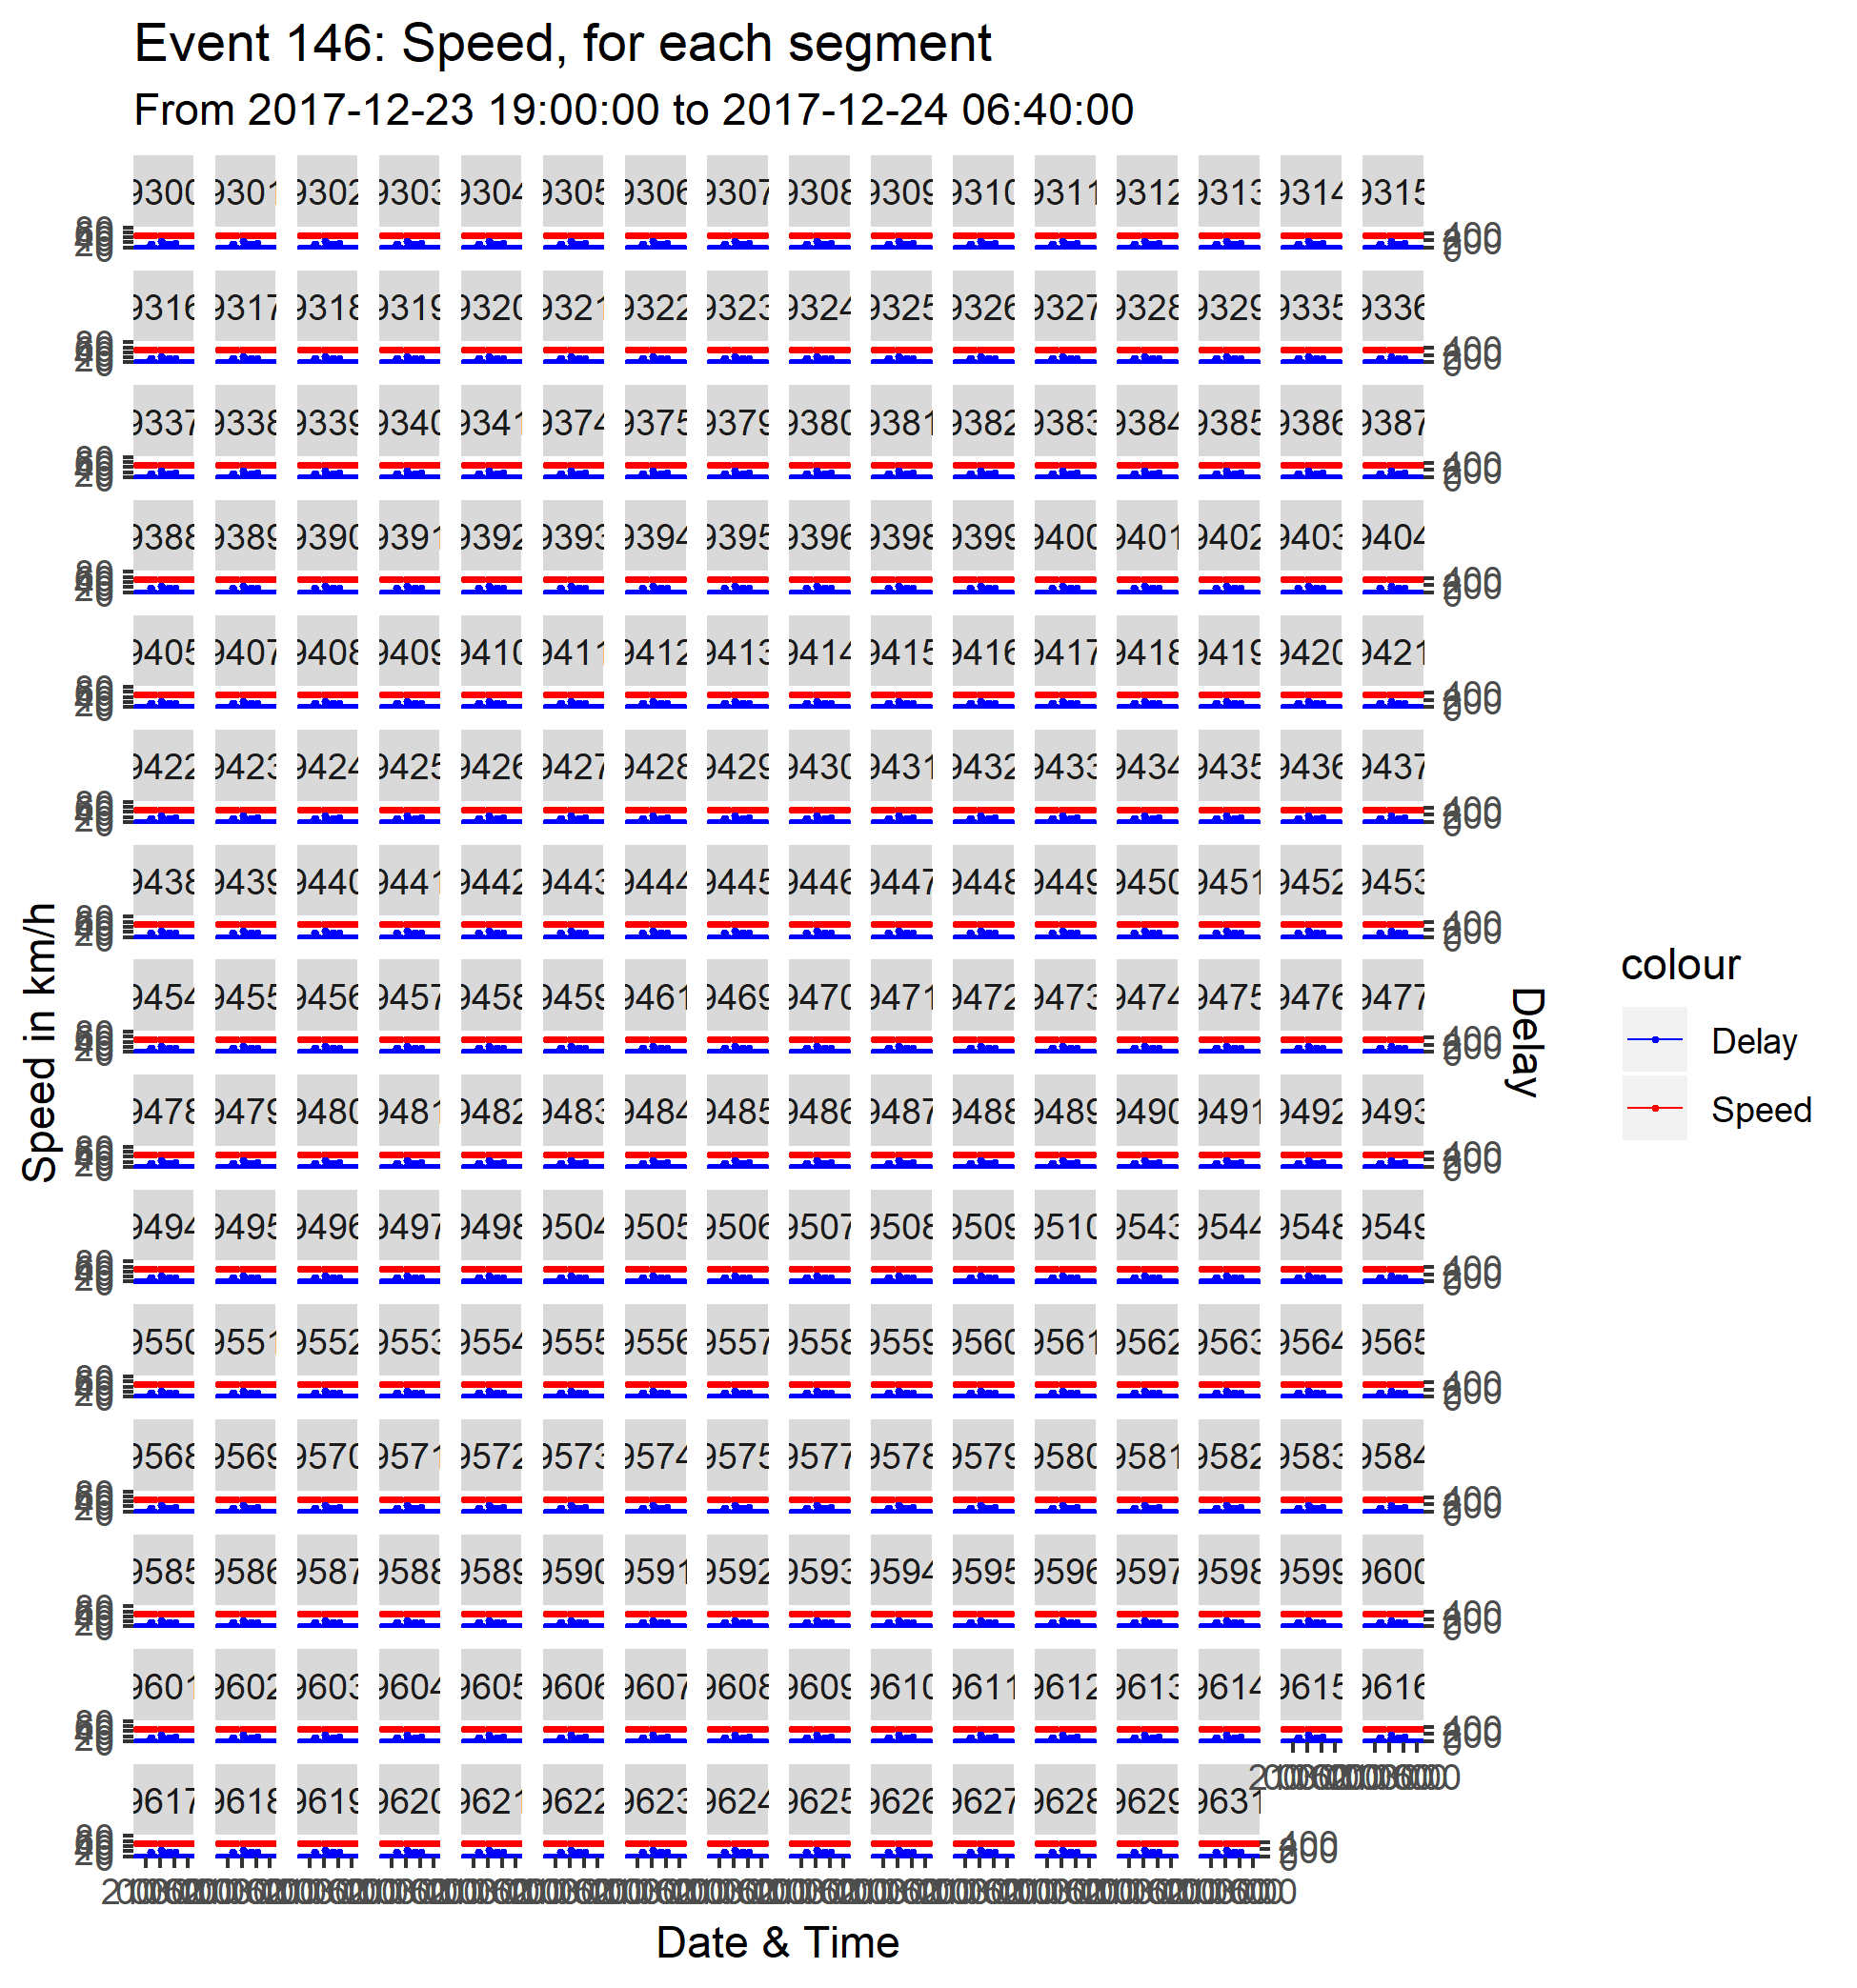 Event 146: Speed, for each segment
From 2017-12-23 19:00:00 to 2017-12-24 06:40:00
9300 9301 9302 9303 9304 9305 9306 9307 9308 9309 9310 9311 9312 9313 9314 9315
9316 9317 9318 9319 9320 9321 9322 9323 9324 9325 9326 9327 9328 9329 9335 9336
9337 9338 9339 9340 9341 9374 9375 9379 9380 9381 9382 9383 9384 9385 9386 9387
9388 9389 9390 9391 9392 9393 9394 9395 9396 9398 9399 9400 9401 9402 9403 9404
9405 9407 9408 9409 9410 9411 9412 9413 9414 9415 9416 9417 9418 9419 9420 9421
9422 9423 9424 9425 9426 9427 9428 9429 9430 9431 9432 9433 9434 9435 9436 9437
9438 9439 9440 9441 9442 9443 9444 9445 9446 9447 9448 9449 9450 9451 9452 9453
9454 9455 9456 9457 9458 9459 9461 9469 9470 9471 9472 9473 9474 9475 9476 9477
9478 9479 9480 9481 9482 9483 9484 9485 9486 9487 9488 9489 9490 9491 9492 9493
9494 9495 9496 9497 9498 9504 9505 9506 9507 9508 9509 9510 9543 9544 9548 9549
9550 9551 9552 9553 9554 9555 9556 9557 9558 9559 9560 9561 9562 9563 9564 9565
9568 9569 9570 9571 9572 9573 9574 9575 9577 9578 9579 9580 9581 9582 9583 9584
9585 9586 9587 9588 9589 9590 9591 9592 9593 9594 9595 9596 9597 9598 9599 9600
9601 9602 9603 9604 9605 9606 9607 9608 9609 9610 9611 9612 9613 9614 9615 9616
9617 9618 9619 9620 9621 9622 9623 9624 9625 9626 9627 9628 9629 9631
Speed in km/h
Delay
Date & Time
colour
Delay
Speed